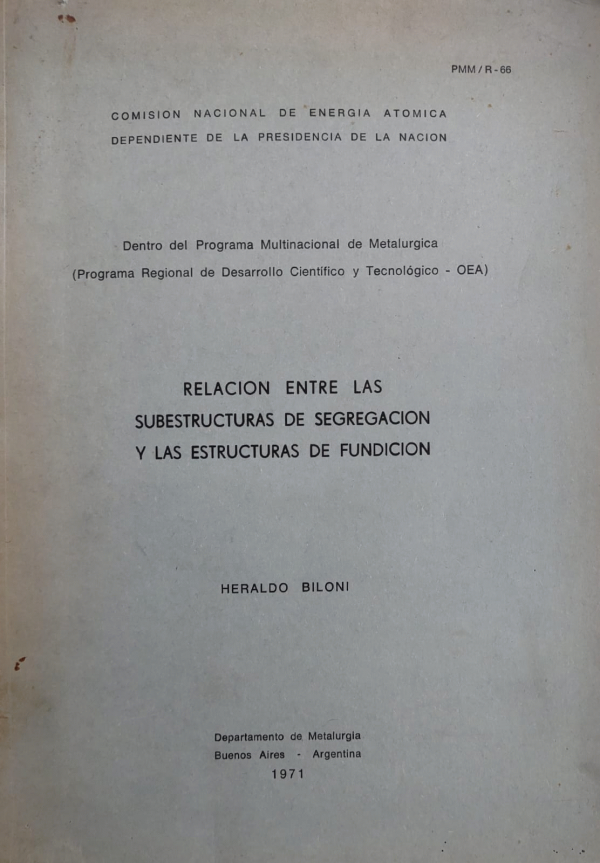 PMM / R - 66
COMISION NACIONAL DE ENERGIA ATOMICA
DEPENDIENTE DE LA PRESIDENCIA DE LA NACION
Dentro del Programa Multinacional de Metalurgica
(Programa Regional de Desarrollo Científico y Tecnológico - OEA)
RELACION ENTRE LAS
SUBESTRUCTURAS DE SEGREGACION
Y LAS ESTRUCTURAS DE FUNDICION
HERALDO BILONI
Departamento de Metalurgia
Buenos Aires - Argentina
1971